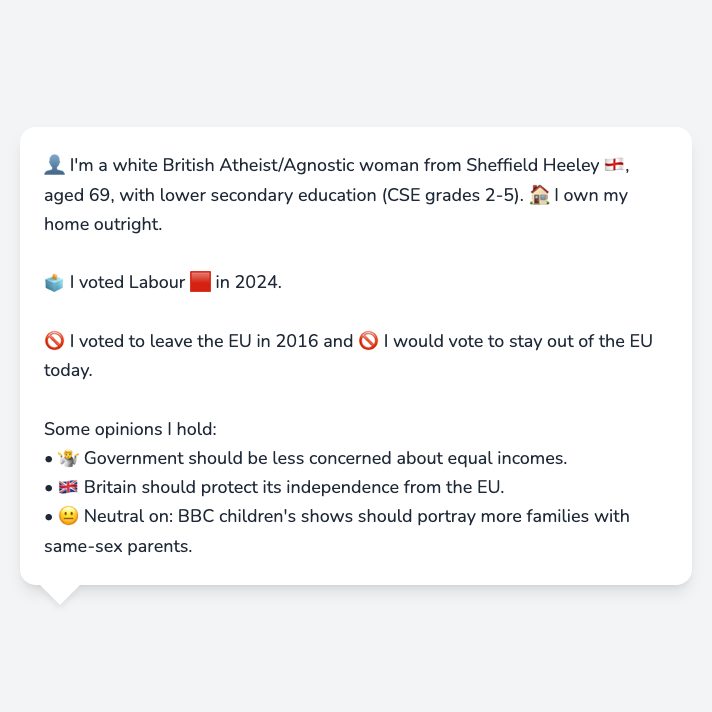 👤 I'm a white British Atheist/Agnostic woman from Sheffield Heeley 🏴󠁧󠁢󠁥󠁮󠁧󠁿,
aged 69, with lower secondary education (CSE grades 2-5). 🏠 I own my
home outright.
🗳️ I voted Labour 🟥 in 2024.
🚫 I voted to leave the EU in 2016 and 🚫 I would vote to stay out of the EU
today.
Some opinions I hold:
• 🤷 Government should be less concerned about equal incomes.
• 🇬🇧 Britain should protect its independence from the EU.
• 😐 Neutral on: BBC children's shows should portray more families with
same-sex parents.